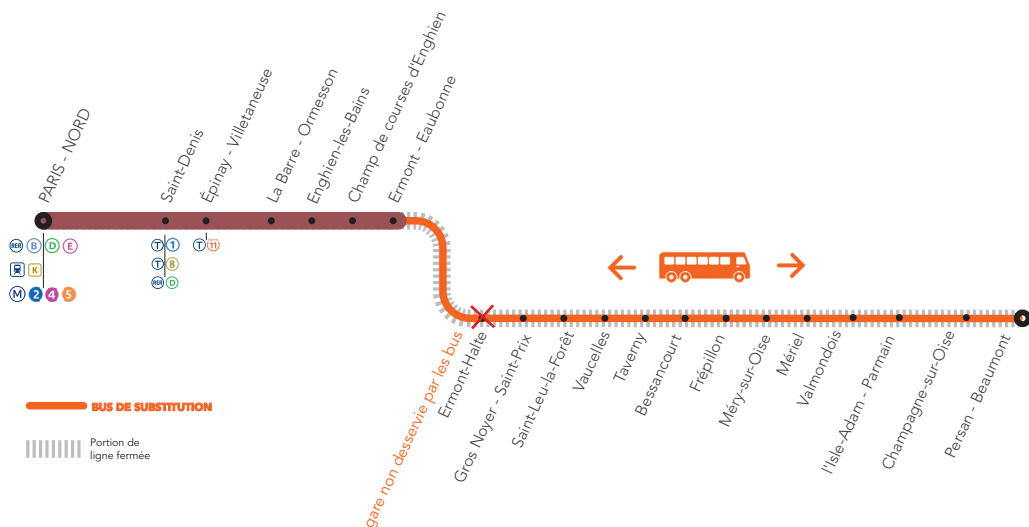 PARIS - NORD
Saint-Denis
Épinay - Villetaneuse
La Barre - Ormesson
Enghien-les-Bains
Champ de courses d'Enghien
Ermont - Eaubonne
RER B D E
K
M 2 4 5
T 1
T 8
RER D
T 11
gare non desservie par les bus
Ermont-Halte
Gros Noyer - Saint-Prix
Saint-Leu-la-Forêt
Vaucelles
Taverny
Bessancourt
Frépillon
Méry-sur-Oise
Mériel
Valmondois
l'Isle-Adam - Parmain
Champagne-sur-Oise
Persan - Beaumont
BUS DE SUBSTITUTION
Portion de
ligne fermée